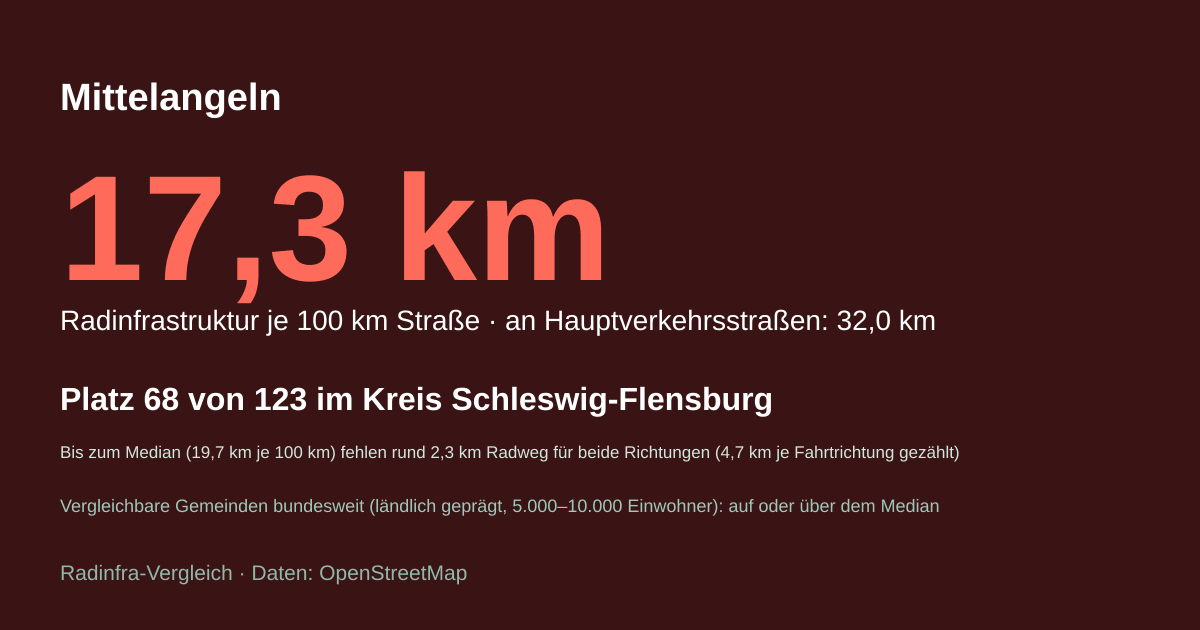 Mittelangeln
17,3 km
Radinfrastruktur je 100 km Straße · an Hauptverkehrsstraßen: 32,0 km
Platz 68 von 123 im Kreis Schleswig-Flensburg
Bis zum Median (19,7 km je 100 km) fehlen rund 2,3 km Radweg für beide Richtungen (4,7 km je Fahrtrichtung gezählt)
Vergleichbare Gemeinden bundesweit (ländlich geprägt, 5.000–10.000 Einwohner): auf oder über dem Median
Radinfra-Vergleich · Daten: OpenStreetMap